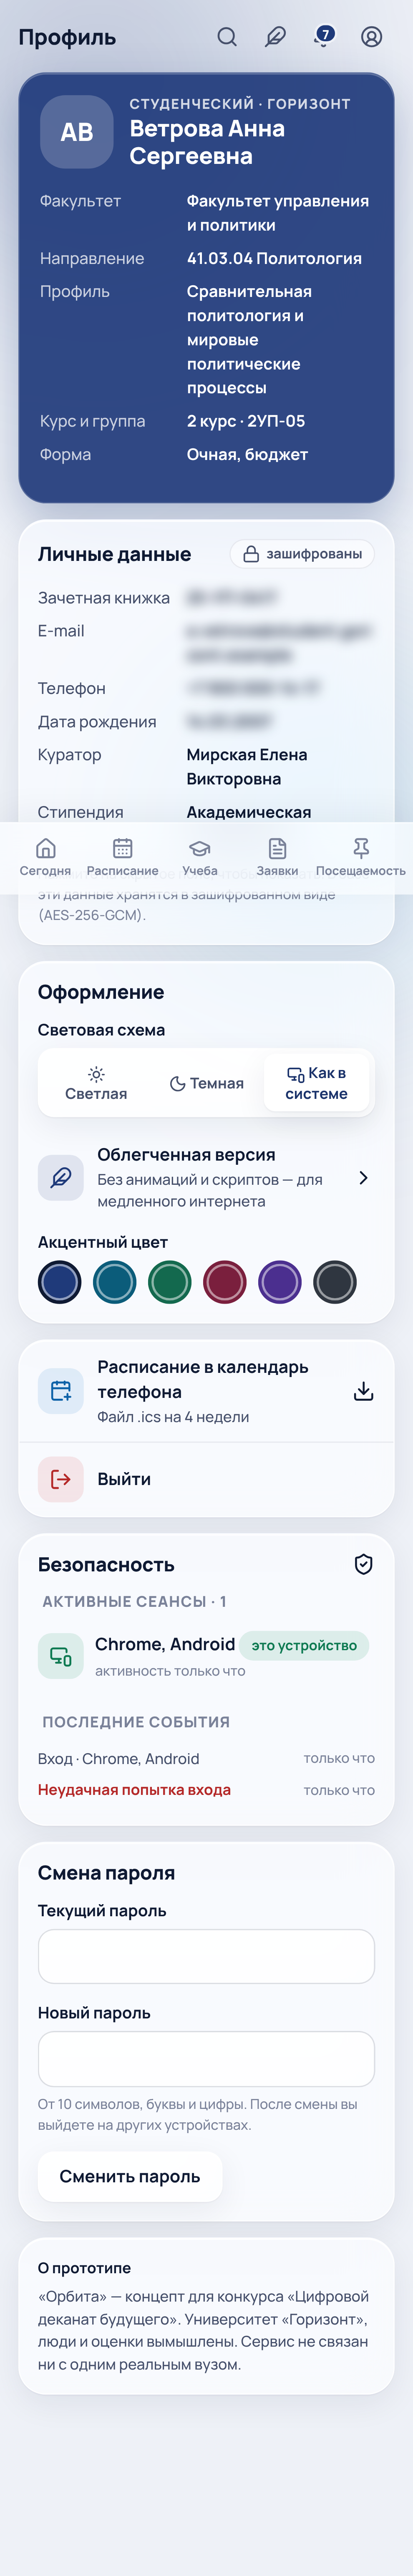 Профиль
7
АВ
СТУДЕНЧЕСКИЙ · ГОРИЗОНТ
Ветрова Анна
Сергеевна
Факультет
Факультет управления
и политики
Направление
41.03.04 Политология
Профиль
Сравнительная
политология и
мировые
политические
процессы
Курс и группа
2 курс · 2УП-05
Форма
Очная, бюджет
Личные данные
зашифрованы
Зачетная книжка
E-mail
Телефон
Дата рождения
Куратор
Мирская Елена
Викторовна
Стипендия
Академическая
Сегодня
Расписание
Учеба
Заявки
Посещаемость
эти данные хранятся в зашифрованном виде
(AES-256-GCM).
Оформление
Световая схема
Светлая
Темная
Как в
системе
Облегченная версия
Без анимаций и скриптов — для
медленного интернета
Акцентный цвет
Расписание в календарь
телефона
Файл .ics на 4 недели
Выйти
Безопасность
АКТИВНЫЕ СЕАНСЫ · 1
Chrome, Android
это устройство
активность только что
ПОСЛЕДНИЕ СОБЫТИЯ
Вход · Chrome, Android
только что
Неудачная попытка входа
только что
Смена пароля
Текущий пароль
Новый пароль
От 10 символов, буквы и цифры. После смены вы
выйдете на других устройствах.
Сменить пароль
О прототипе
«Орбита» — концепт для конкурса «Цифровой
деканат будущего». Университет «Горизонт»,
люди и оценки вымышлены. Сервис не связан
ни с одним реальным вузом.